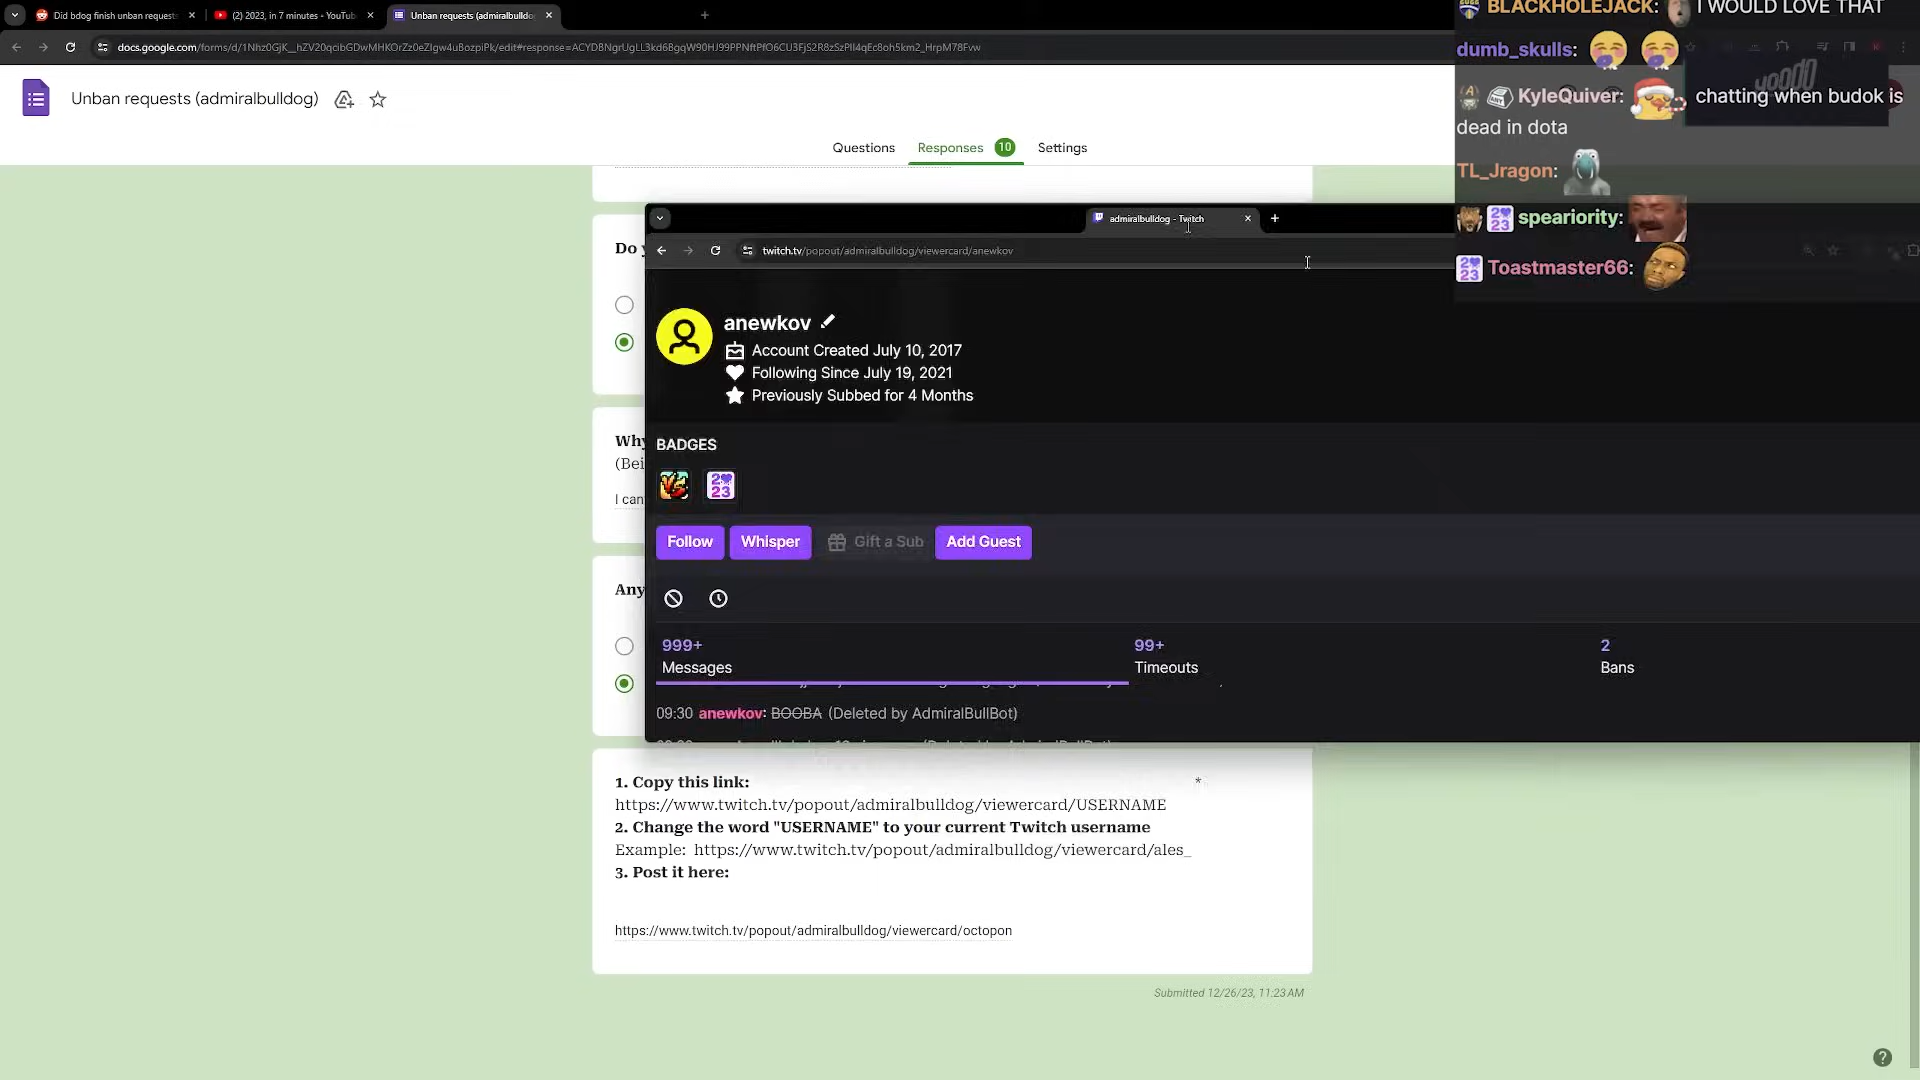 Did bdog finish unban requests
(2) 2023, in 7 minutes - YouTub
Unban requests (admiralbulldo
Unban requests (admiralbulldog)
Questions
Responses 10
Settings
BLACKHOLEJACK: I WOULD LOVE THAT
dumb_skulls:
KyleQuiver: chatting when budok is
dead in dota
TL_Jragon:
speariority:
Toastmaster66:
admiralbulldog - Twitch
twitch.tv/popout/admiralbulldog/viewercard/anewkov
anewkov
Account Created July 10, 2017
Following Since July 19, 2021
Previously Subbed for 4 Months
BADGES
Follow
Whisper
Gift a Sub
Add Guest
999+
Messages
99+
Timeouts
2
Bans
09:30 anewkov: BOOBA (Deleted by AdmiralBullBot)
Do
Why
(Bei
I can
Any
1. Copy this link: *
https://www.twitch.tv/popout/admiralbulldog/viewercard/USERNAME
2. Change the word "USERNAME" to your current Twitch username
Example: https://www.twitch.tv/popout/admiralbulldog/viewercard/ales_
3. Post it here:
https://www.twitch.tv/popout/admiralbulldog/viewercard/octopon
Submitted 12/26/23, 11:23 AM